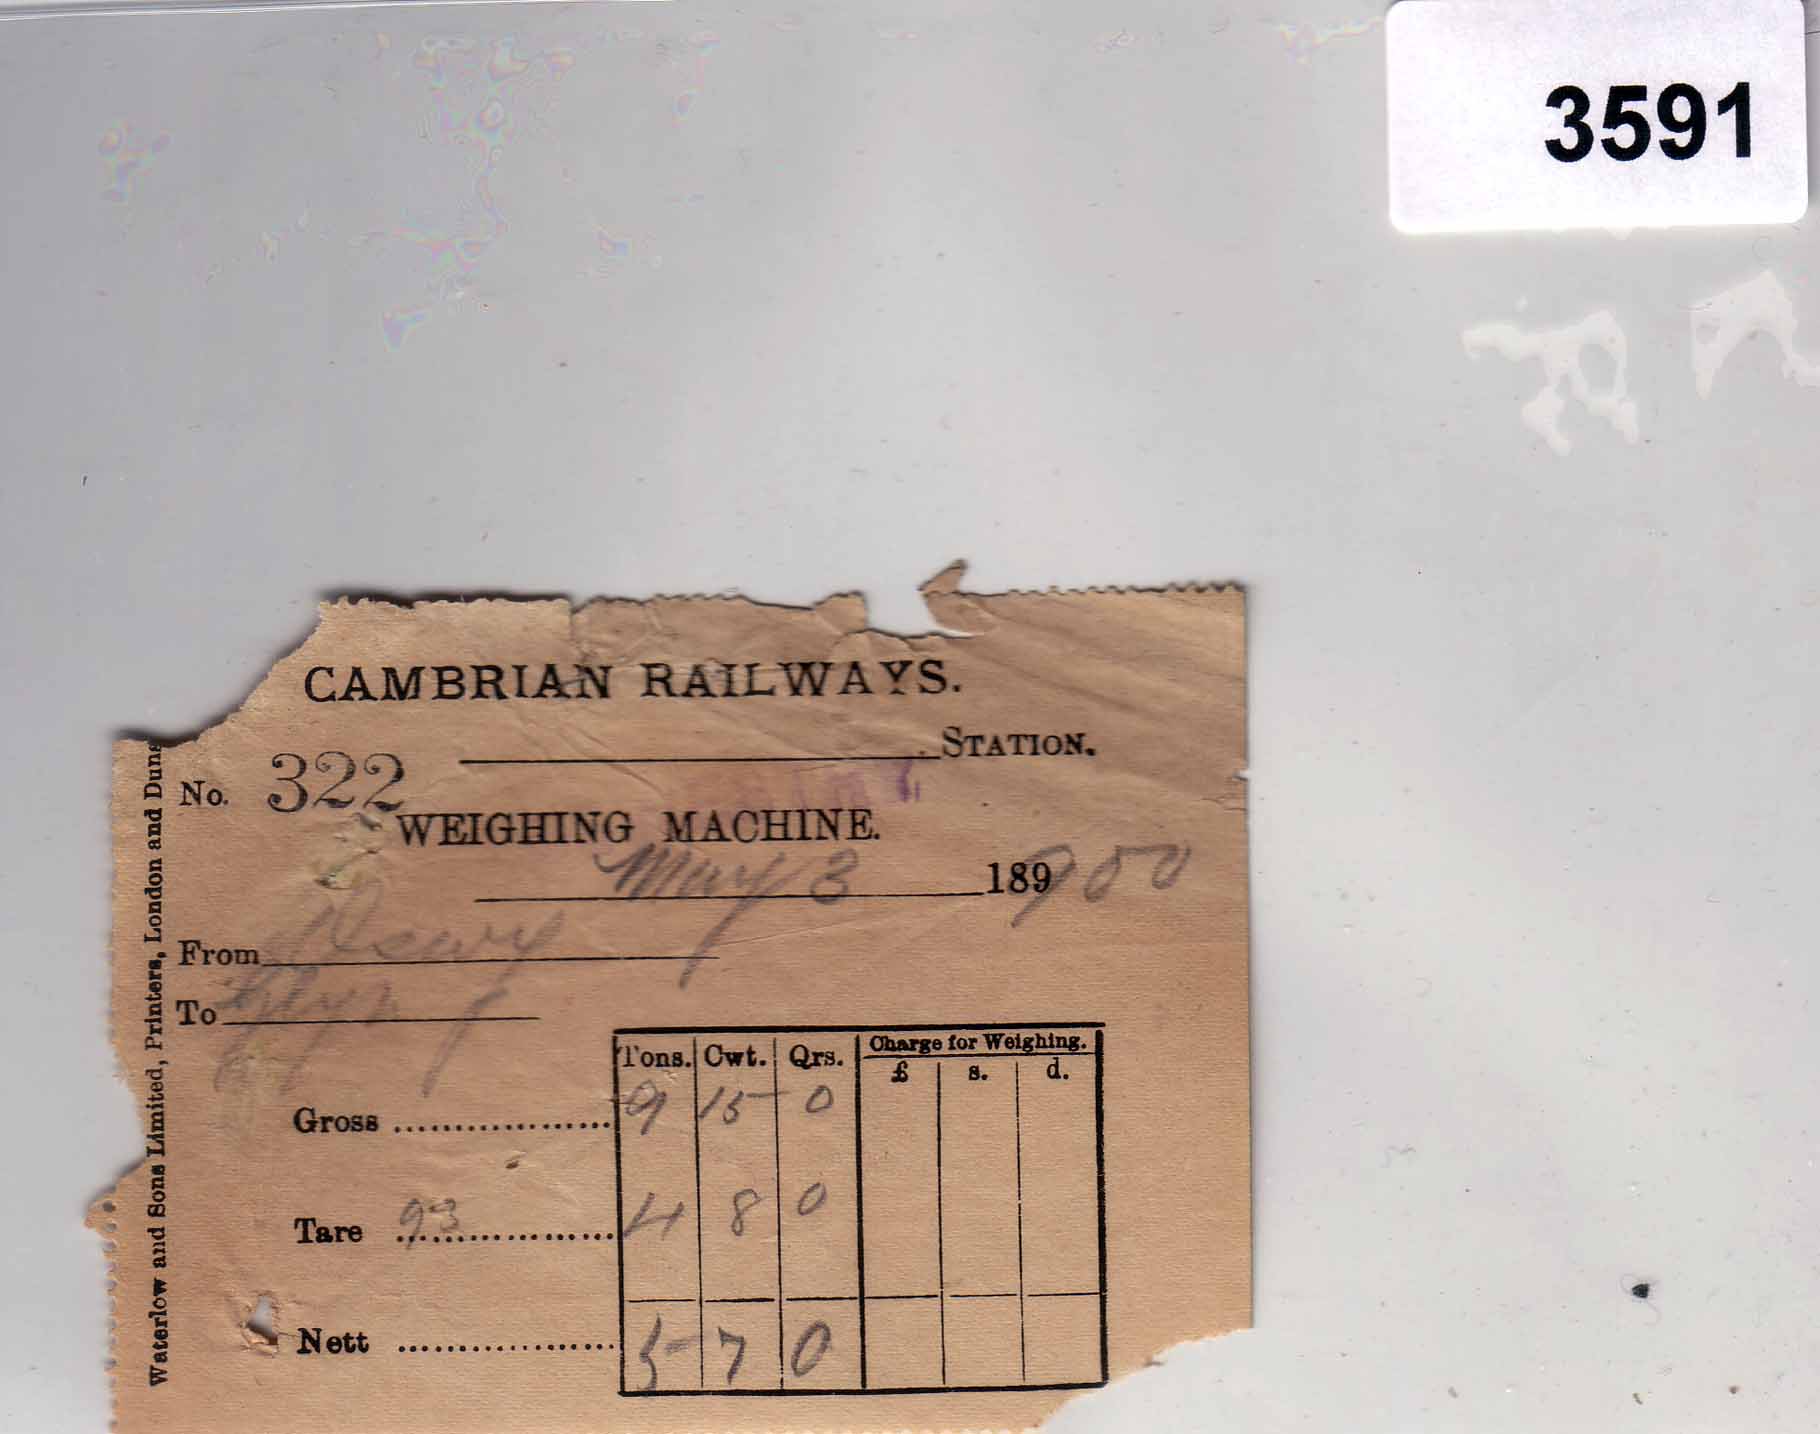 3591
CAMBRIAN RAILWAYS.
STATION.
No. 322
WEIGHING MACHINE.
May 3 189900
From
To Glyn
Tons. Cwt. Qrs. Charge for Weighing.
£ s. d.
Gross 9 15 0
Tare 93 4 8 0
Nett 5 7 0
Waterlow and Sons Limited, Printers, London and Duns